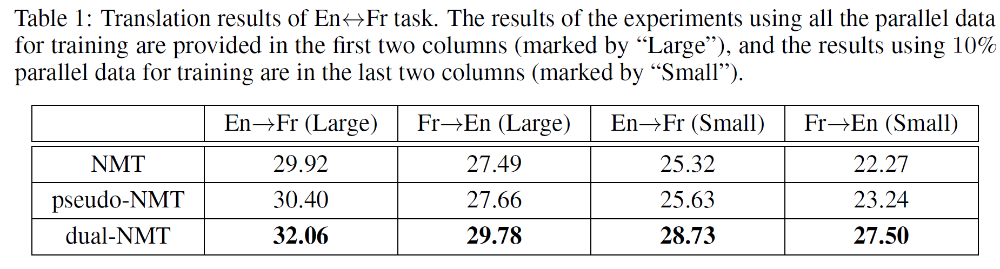 Table 1: Translation results of En↔Fr task. The results of the experiments using all the parallel data
for training are provided in the first two columns (marked by “Large”), and the results using 10%
parallel data for training are in the last two columns (marked by “Small”).
En→Fr (Large) Fr→En (Large) En→Fr (Small) Fr→En (Small)
NMT 29.92 27.49 25.32 22.27
pseudo-NMT 30.40 27.66 25.63 23.24
dual-NMT 32.06 29.78 28.73 27.50